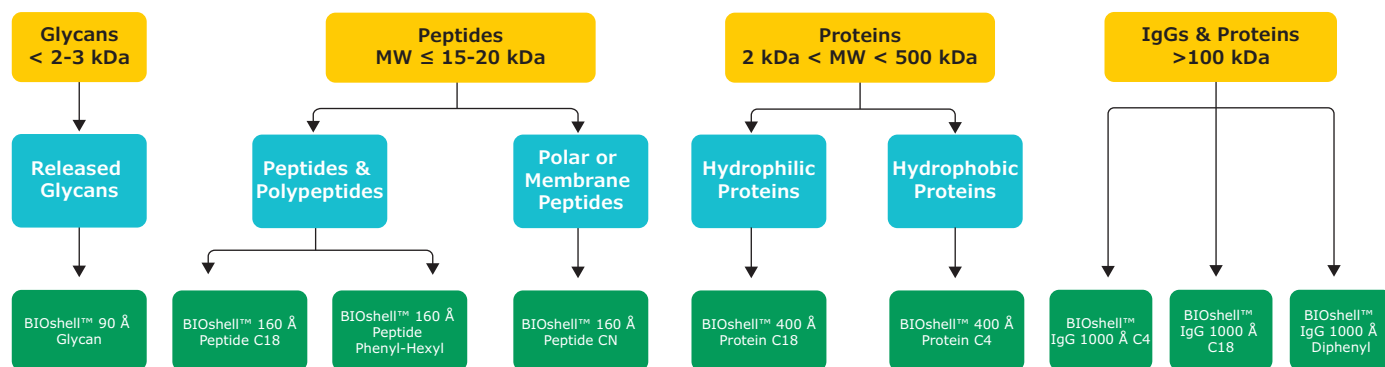 Glycans
< 2-3 kDa
Peptides
MW ≤ 15-20 kDa
Proteins
2 kDa < MW < 500 kDa
IgGs & Proteins
>100 kDa
Released
Glycans
Peptides &
Polypeptides
Polar or
Membrane
Peptides
Hydrophilic
Proteins
Hydrophobic
Proteins
BIOshell™ 90 Å
Glycan
BIOshell™ 160 Å
Peptide C18
BIOshell™ 160 Å
Peptide
Phenyl-Hexyl
BIOshell™ 160 Å
Peptide CN
BIOshell™ 400 Å
Protein C18
BIOshell™ 400 Å
Protein C4
BIOshell™
IgG 1000 Å C4
BIOshell™
IgG 1000 Å
C18
BIOshell™
IgG 1000 Å
Diphenyl